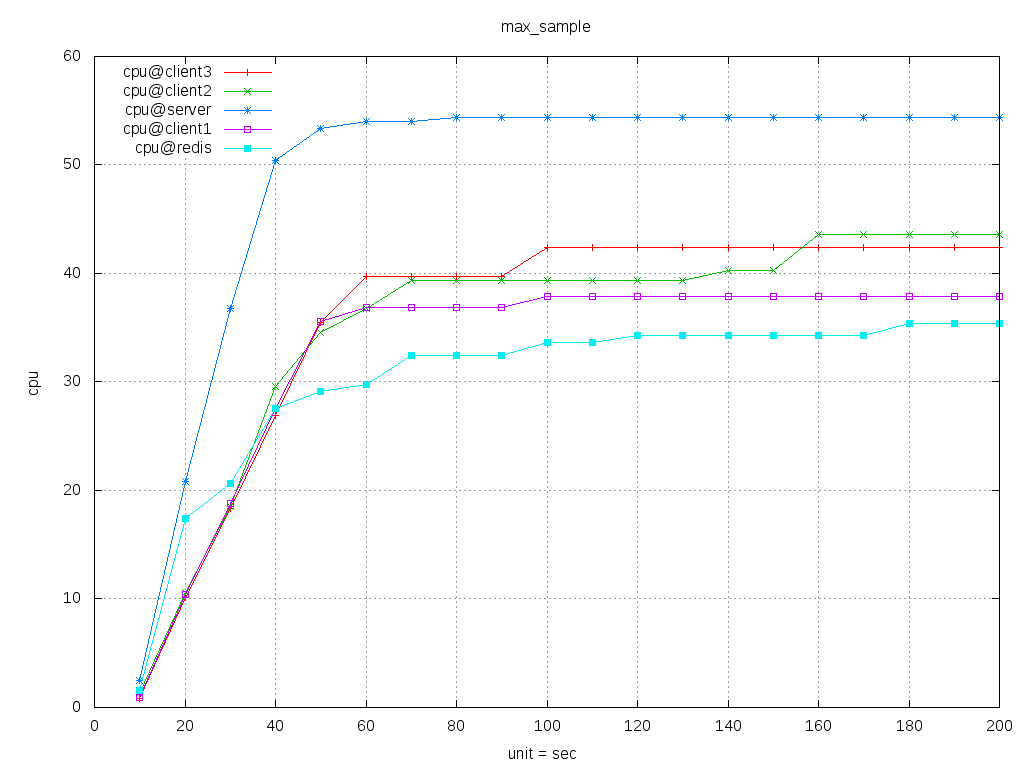 max_sample
60
50
40
30
20
10
0
cpu
cpu@client3
cpu@client2
cpu@server
cpu@client1
cpu@redis
0 20 40 60 80 100 120 140 160 180 200
unit = sec